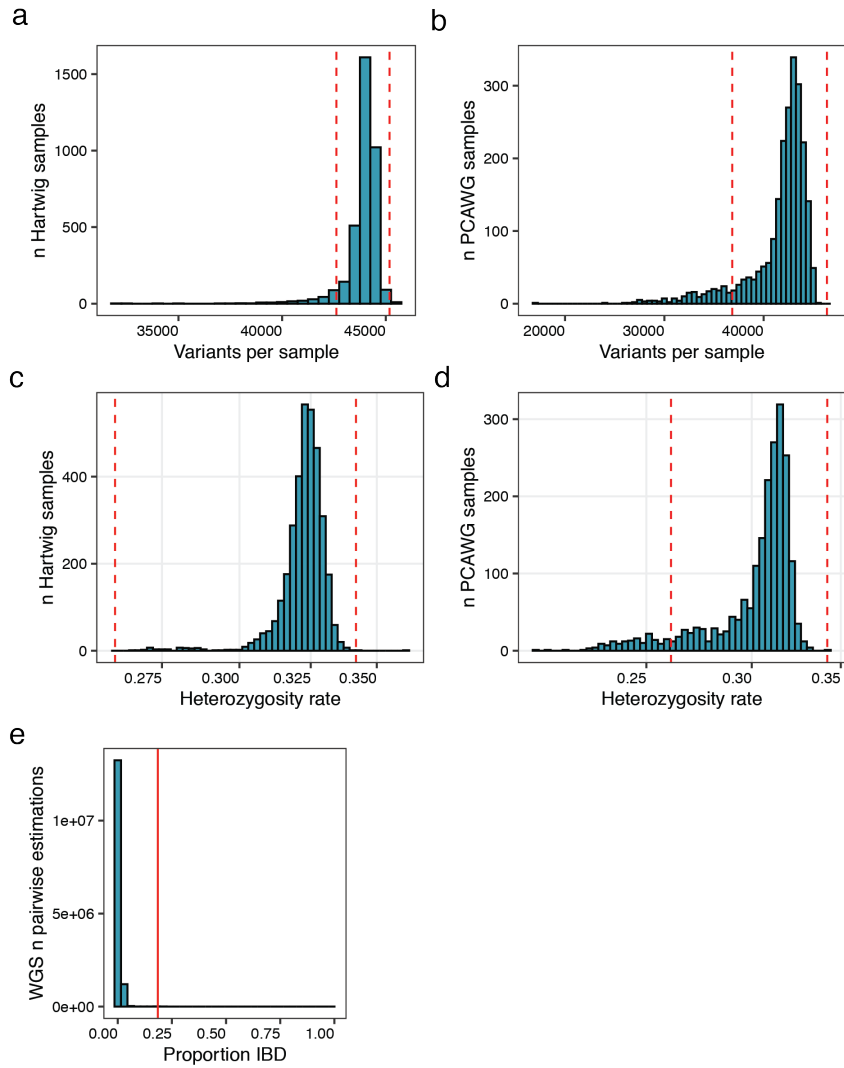 a
n Hartwig samples
1500
1000
500
0
35000 40000 45000
Variants per sample
b
n PCAWG samples
300
200
100
0
20000 30000 40000
Variants per sample
c
n Hartwig samples
400
200
0
0.275 0.300 0.325 0.350
Heterozygosity rate
d
n PCAWG samples
300
200
100
0
0.25 0.30 0.35
Heterozygosity rate
e
WGS n pairwise estimations
1e+07
5e+06
0e+00
0.00 0.25 0.50 0.75 1.00
Proportion IBD